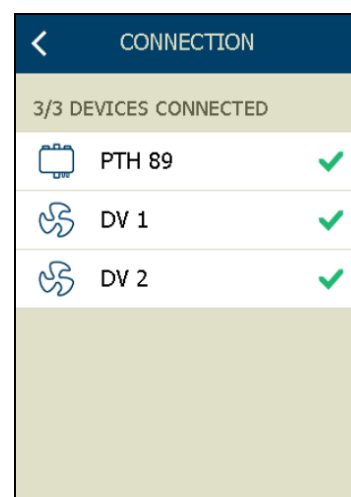 CONNECTION
3/3 DEVICES CONNECTED
PTH 89
DV 1
DV 2